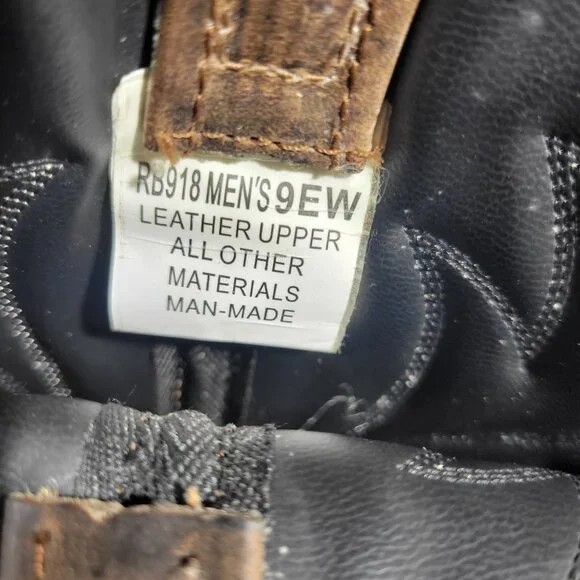 RB918 MEN'S 9EW
LEATHER UPPER
ALL OTHER
MATERIALS
MAN-MADE